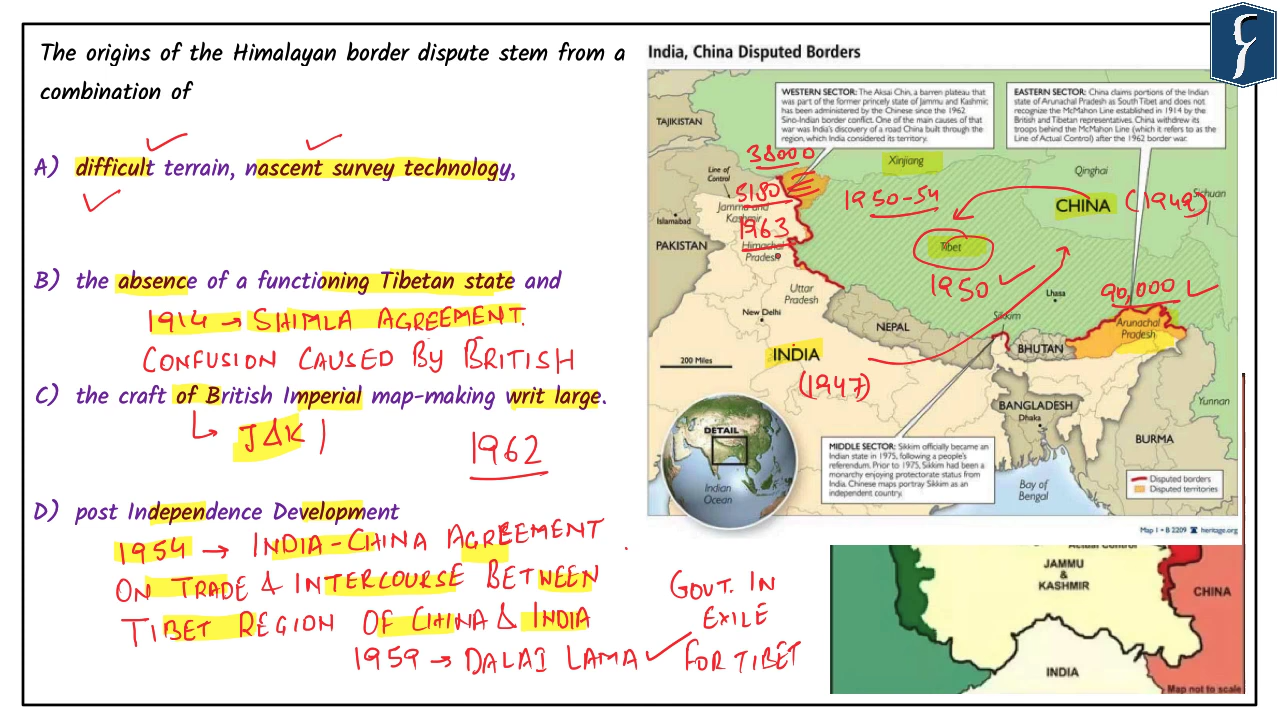 The origins of the Himalayan border dispute stem from a
combination of
A) difficult terrain, nascent survey technology,
B) the absence of a functioning Tibetan state and
1914 → SHIMLA AGREEMENT.
CONFUSION CAUSED BY BRITISH
C) the craft of British Imperial map-making writ large.
J&K
1962
D) post Independence Development
1954 → INDIA-CHINA AGREEMENT
ON TRADE & INTERCOURSE BETWEEN
TIBET REGION OF CHINA & INDIA
1959 → DALAI LAMA
GOVT. IN
EXILE
FOR TIBET
India, China Disputed Borders
WESTERN SECTOR: The Aksai Chin, a barren plateau that
was part of the former princely state of Jammu and Kashmir,
has been administered by the Chinese since the 1962
Sino-Indian border conflict. One of the main causes of that
war was India's discovery of a road China built through the
region, which India considered its territory.
EASTERN SECTOR: China claims portions of the Indian
state of Arunachal Pradesh as South Tibet and does not
recognize the McMahon Line established in 1914 by the
British and Tibetan representatives. China withdrew its
troops behind the McMahon Line (which it refers to as the
Line of Actual Control) after the 1962 border war.
TAJIKISTAN
38000
Xinjiang
Line of
Control
Qinghai
5180
1950-54
CHINA
(1949)
Sichuan
Jammu and
Kashmir
Islamabad
1963
PAKISTAN
Himachal
Pradesh
Tibet
1950
Uttar
Pradesh
Lhasa
90,000
New Delhi
NEPAL
Sikkim
Arunachal
Pradesh
BHUTAN
200 Miles
INDIA
(1947)
DETAIL
Indian
Ocean
BANGLADESH
Dhaka
Yunnan
BURMA
MIDDLE SECTOR: Sikkim officially became an
Indian state in 1975, following a people's
referendum. Prior to 1975, Sikkim had been a
monarchy enjoying protectorate status from
India. Chinese maps portray Sikkim as an
independent country.
Bay of
Bengal
Disputed borders
Disputed territories
Map 1 • B 2209 heritage.org
Actual Control
JAMMU
&
KASHMIR
CHINA
INDIA
Map not to scale